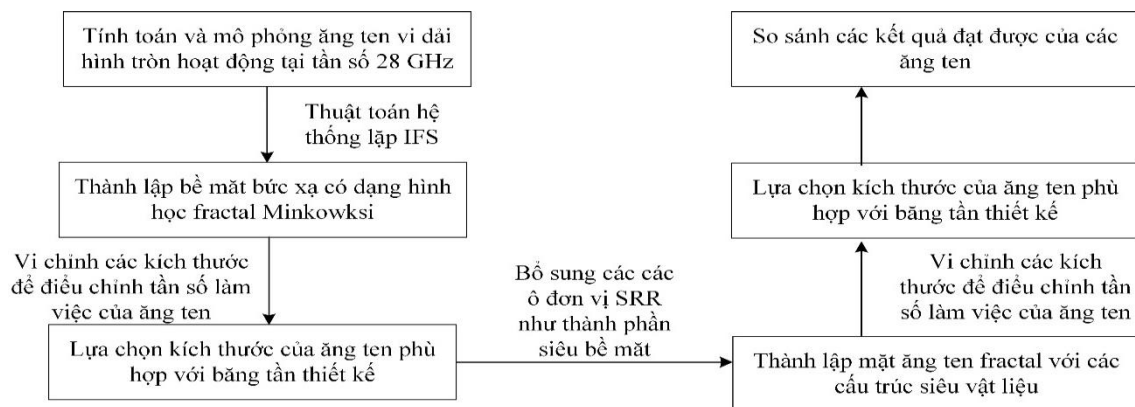 Tính toán và mô phỏng ăng ten vi dải
hình tròn hoạt động tại tần số 28 GHz
Thuật toán hệ
thống lặp IFS
Thành lập bề măt bức xạ có dạng hình
học fractal Minkowksi
Vi chỉnh các kích thước
để điều chỉnh tần số làm
việc của ăng ten
Lựa chọn kích thước của ăng ten phù
hợp với băng tần thiết kế
Bổ sung các các
ô đơn vị SRR
như thành phần
siêu bề măt
Thành lập mặt ăng ten fractal với các
cấu trúc siêu vật liệu
Vi chỉnh các kích
thước để điều chỉnh tần
số làm việc của ăng ten
Lựa chọn kích thước của ăng ten phù
hợp với băng tần thiết kế
So sánh các kết quả đạt được của các
ăng ten